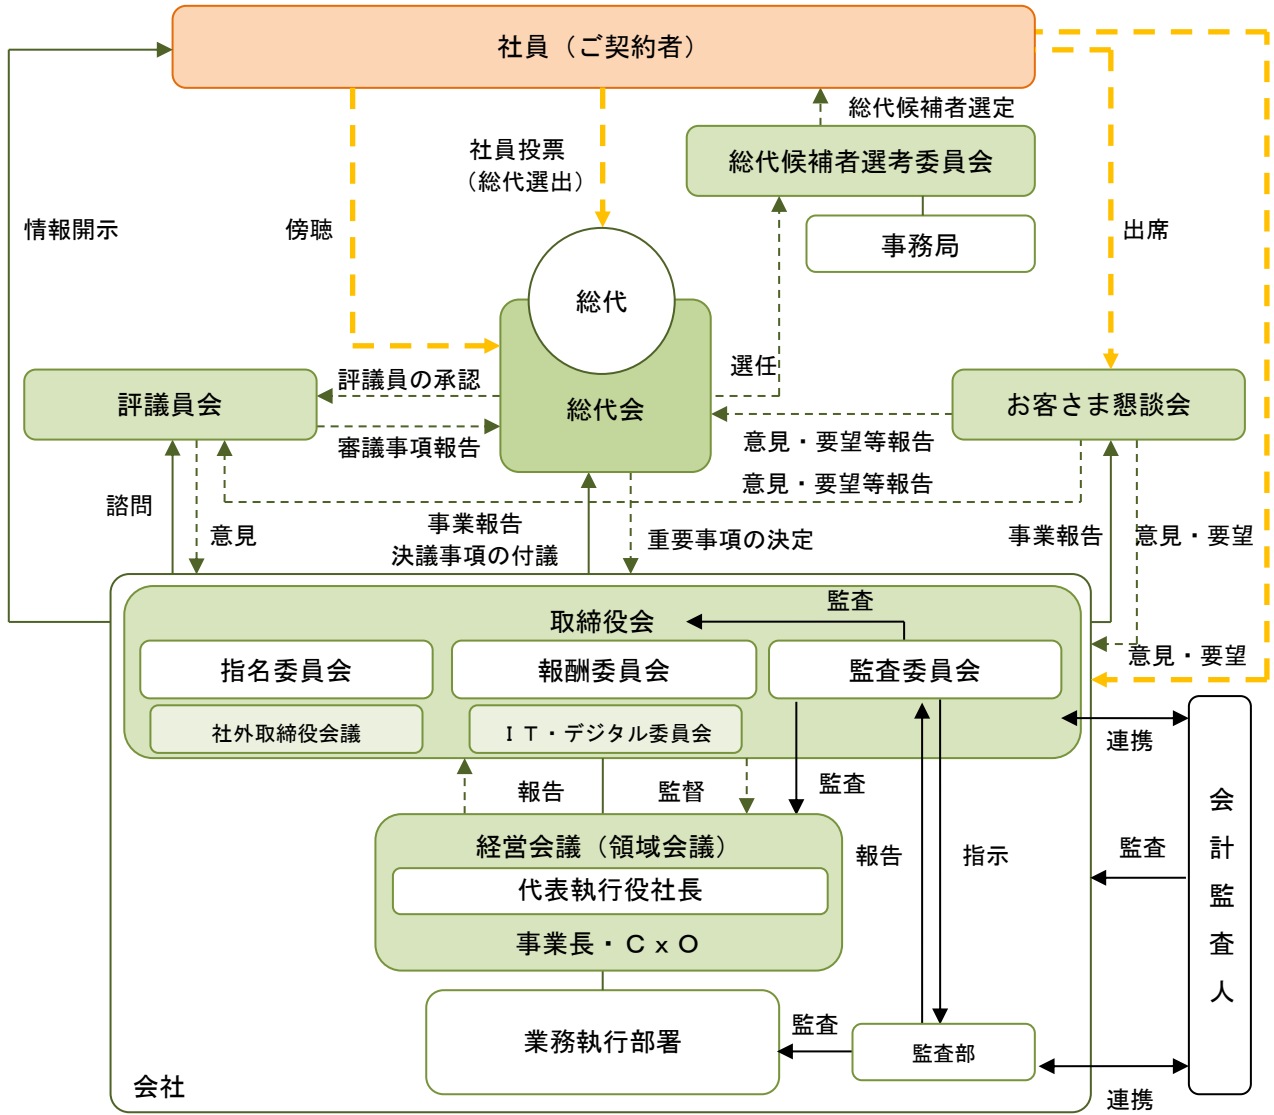 社員（ご契約者）
総代候補者選定
社員投票
（総代選出）
総代候補者選考委員会
情報開示
傍聴
事務局
出席
総代
選任
評議員の承認
評議員会
総代会
お客さま懇談会
審議事項報告
意見・要望等報告
意見・要望等報告
諮問
意見
事業報告
決議事項の付議
重要事項の決定
事業報告
意見・要望
監査
取締役会
意見・要望
指名委員会
報酬委員会
監査委員会
社外取締役会議
ＩＴ・デジタル委員会
連携
報告
監督
監査
経営会議（領域会議）
報告
指示
監査
会計監査人
代表執行役社長
事業長・ＣｘＯ
監査
業務執行部署
監査部
会社
連携